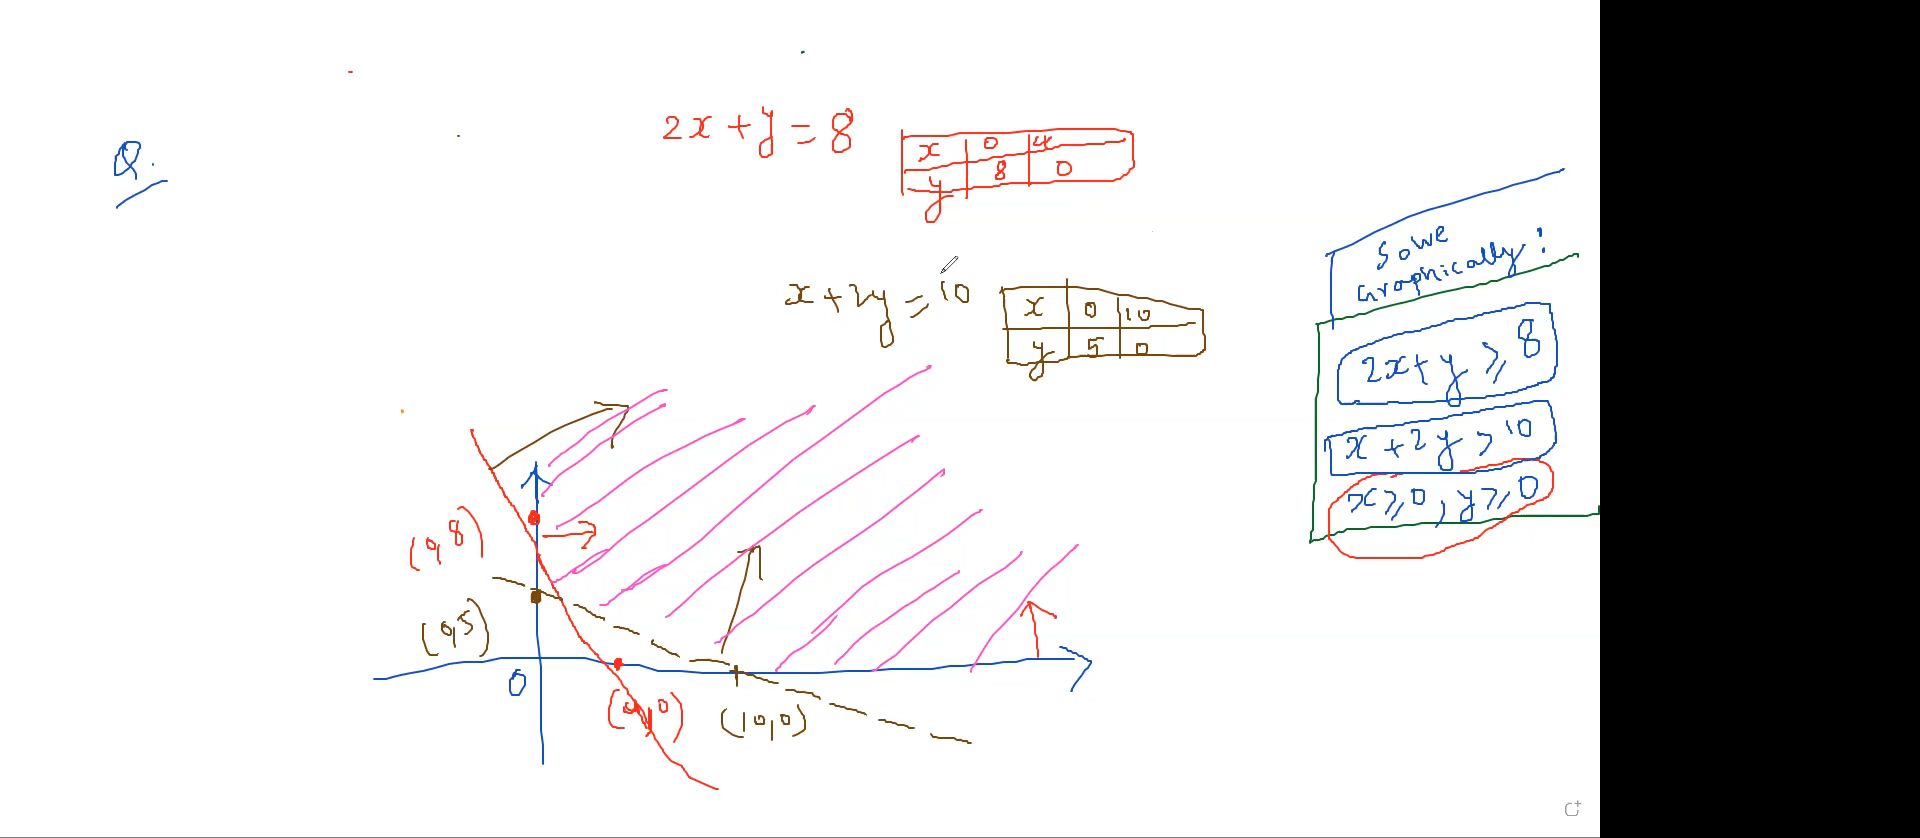 Q.
2x + y = 8
x 0 4
y 8 0
x + 2y = 10
x 0 10
y 5 0
Solve
Graphically:
2x + y ⩾ 8
x + 2y > 10
x ⩾ 0, y ⩾ 0
(0,8)
(0,5)
0
(4,0)
(10,0)